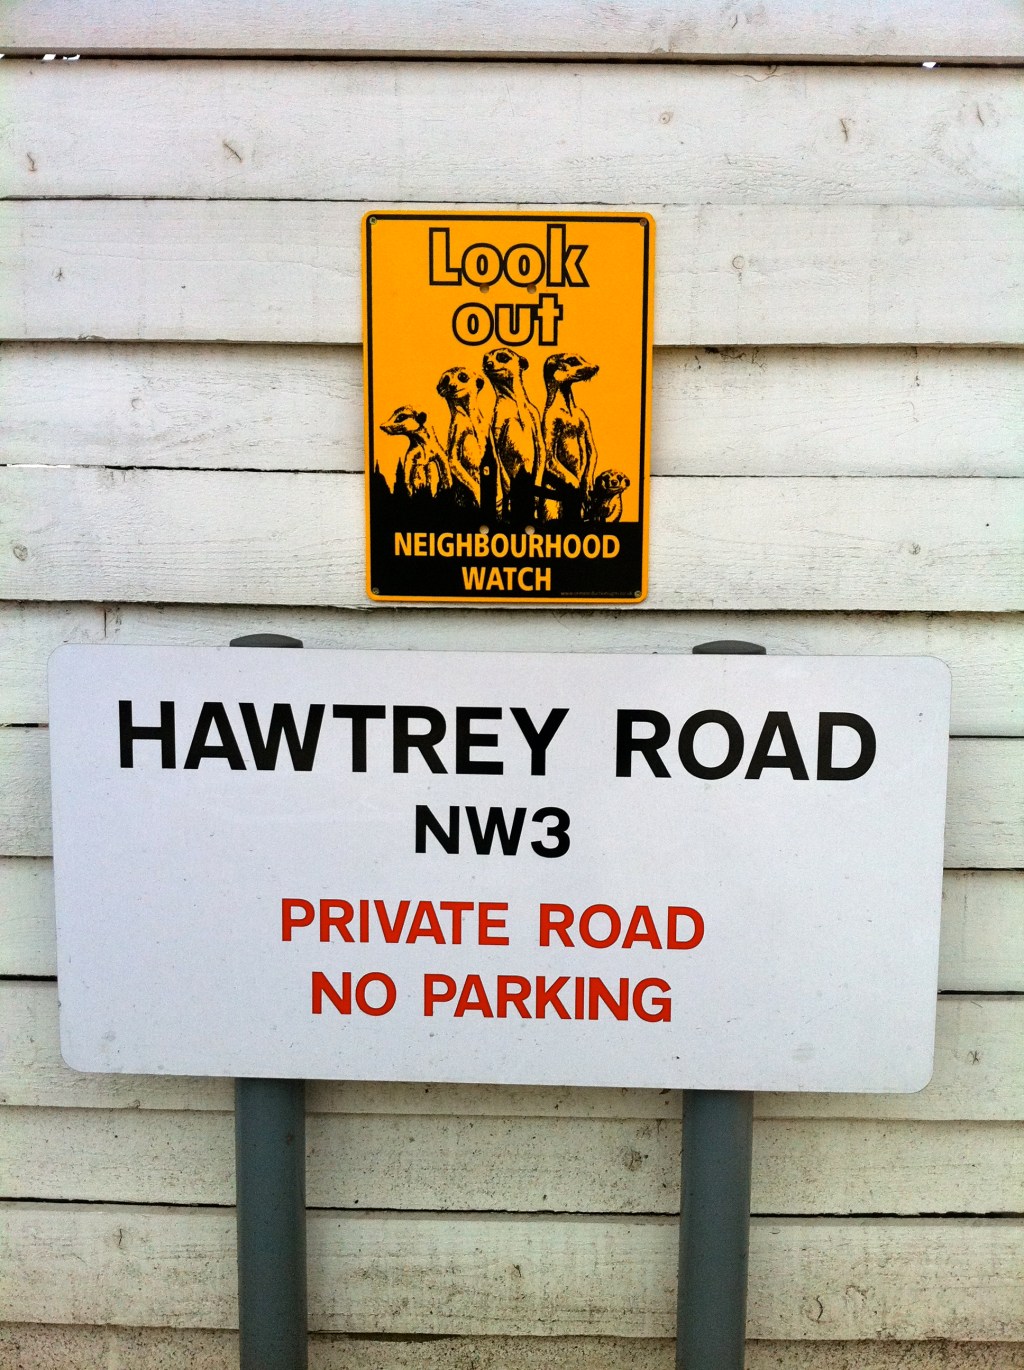 Look
out
NEIGHBOURHOOD
WATCH
HAWTREY ROAD
NW3
PRIVATE ROAD
NO PARKING